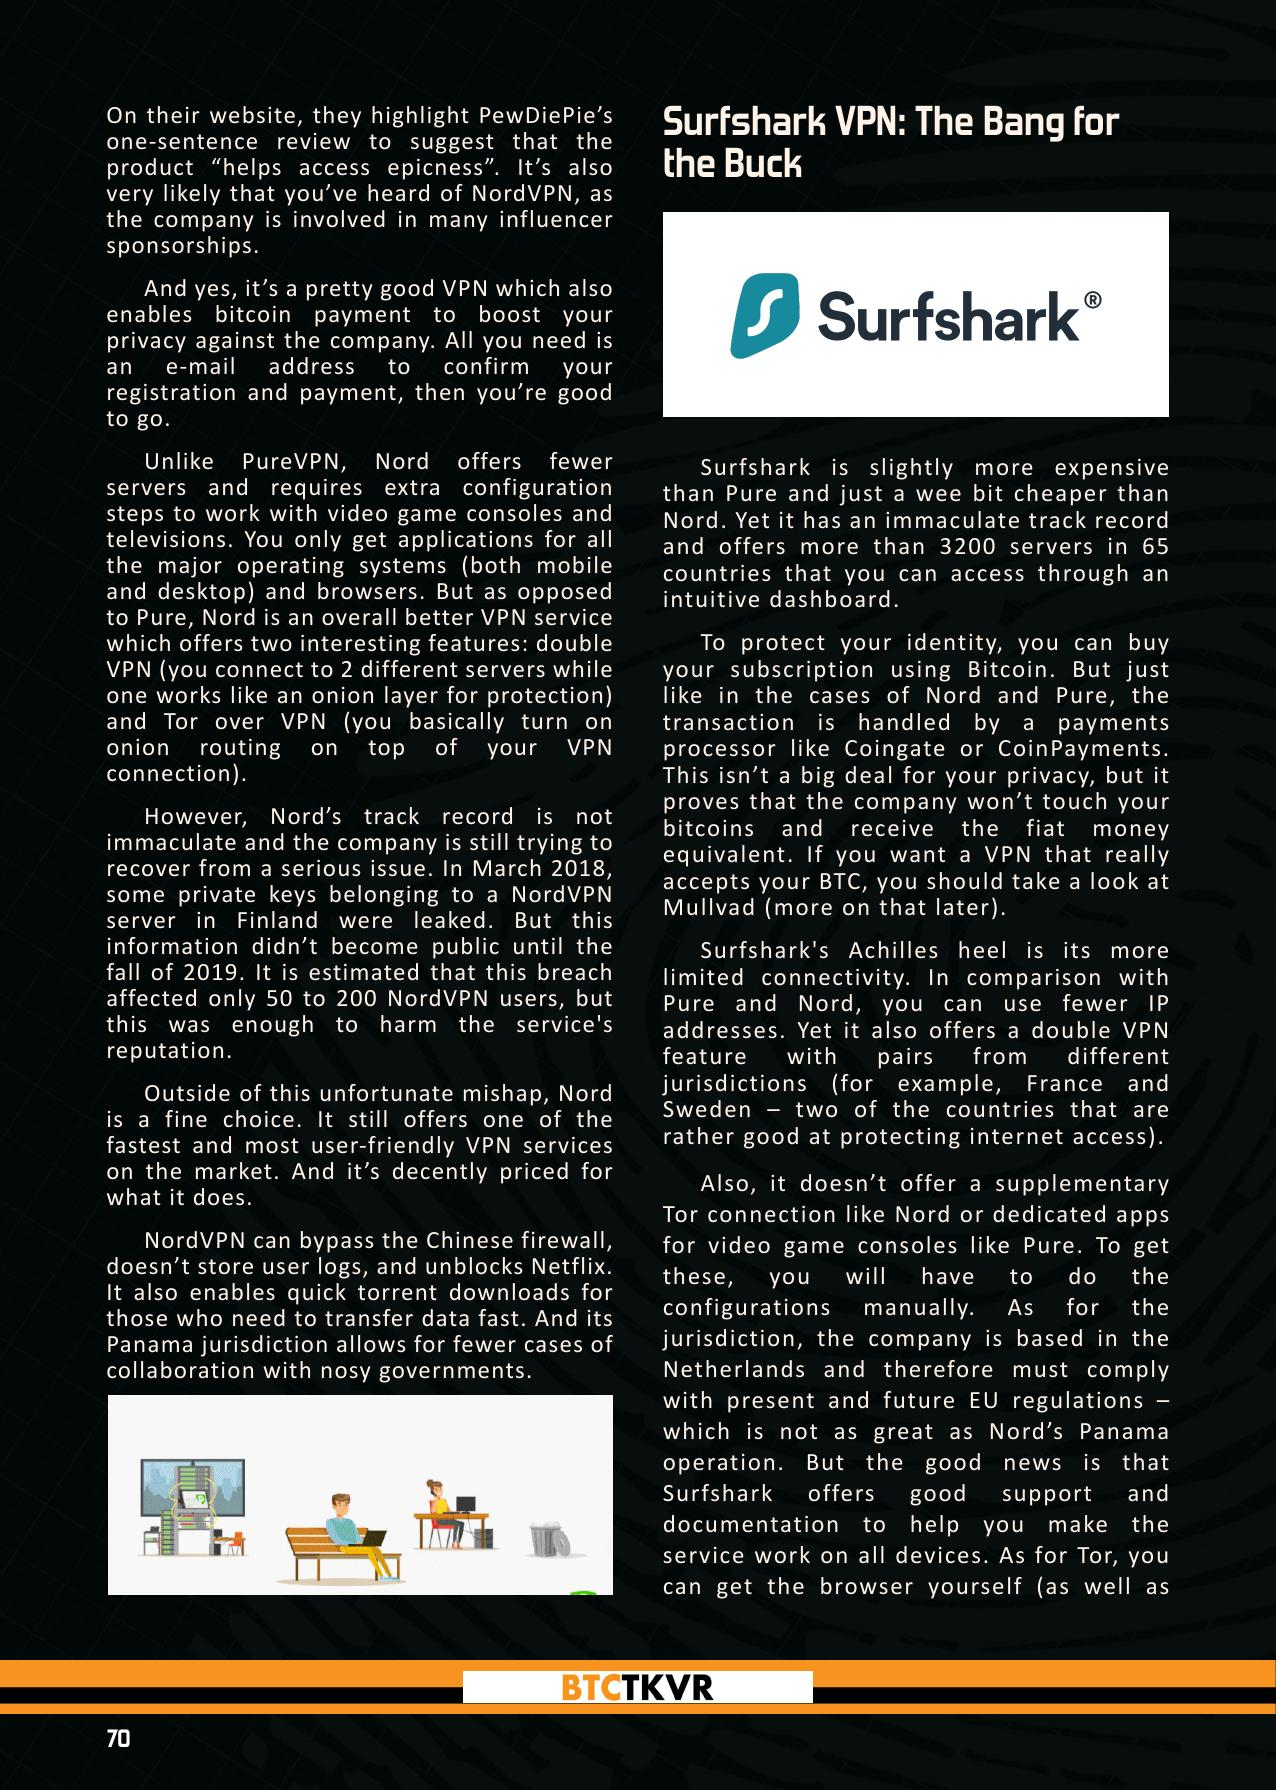 On their website, they highlight PewDiePie’s
one-sentence review to suggest that the
product “helps access epicness”. It’s also
very likely that you’ve heard of NordVPN, as
the company is involved in many influencer
sponsorships.
And yes, it’s a pretty good VPN which also
enables bitcoin payment to boost your
privacy against the company. All you need is
an e-mail address to confirm your
registration and payment, then you’re good
to go.
Unlike PureVPN, Nord offers fewer
servers and requires extra configuration
steps to work with video game consoles and
televisions. You only get applications for all
the major operating systems (both mobile
and desktop) and browsers. But as opposed
to Pure, Nord is an overall better VPN service
which offers two interesting features: double
VPN (you connect to 2 different servers while
one works like an onion layer for protection)
and Tor over VPN (you basically turn on
onion routing on top of your VPN
connection).
However, Nord’s track record is not
immaculate and the company is still trying to
recover from a serious issue. In March 2018,
some private keys belonging to a NordVPN
server in Finland were leaked. But this
information didn’t become public until the
fall of 2019. It is estimated that this breach
affected only 50 to 200 NordVPN users, but
this was enough to harm the service's
reputation.
Outside of this unfortunate mishap, Nord
is a fine choice. It still offers one of the
fastest and most user-friendly VPN services
on the market. And it’s decently priced for
what it does.
NordVPN can bypass the Chinese firewall,
doesn’t store user logs, and unblocks Netflix.
It also enables quick torrent downloads for
those who need to transfer data fast. And its
Panama jurisdiction allows for fewer cases of
collaboration with nosy governments.
Surfshark VPN: The Bang for
the Buck
Surfshark®
Surfshark is slightly more expensive
than Pure and just a wee bit cheaper than
Nord. Yet it has an immaculate track record
and offers more than 3200 servers in 65
countries that you can access through an
intuitive dashboard.
To protect your identity, you can buy
your subscription using Bitcoin. But just
like in the cases of Nord and Pure, the
transaction is handled by a payments
processor like Coingate or CoinPayments.
This isn’t a big deal for your privacy, but it
proves that the company won’t touch your
bitcoins and receive the fiat money
equivalent. If you want a VPN that really
accepts your BTC, you should take a look at
Mullvad (more on that later).
Surfshark's Achilles heel is its more
limited connectivity. In comparison with
Pure and Nord, you can use fewer IP
addresses. Yet it also offers a double VPN
feature with pairs from different
jurisdictions (for example, France and
Sweden – two of the countries that are
rather good at protecting internet access).
Also, it doesn’t offer a supplementary
Tor connection like Nord or dedicated apps
for video game consoles like Pure. To get
these, you will have to do the
configurations manually. As for the
jurisdiction, the company is based in the
Netherlands and therefore must comply
with present and future EU regulations –
which is not as great as Nord’s Panama
operation. But the good news is that
Surfshark offers good support and
documentation to help you make the
service work on all devices. As for Tor, you
can get the browser yourself (as well as
BTCTKVR
70